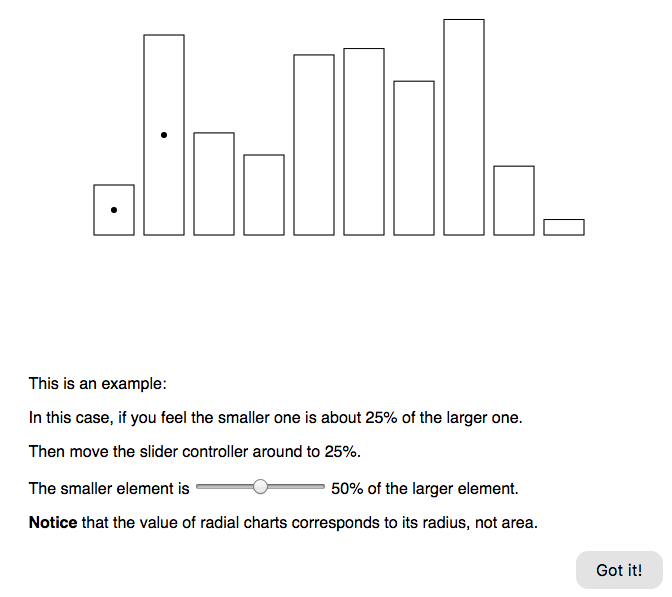 This is an example:
In this case, if you feel the smaller one is about 25% of the larger one.
Then move the slider controller around to 25%.
The smaller element is 50% of the larger element.
Notice that the value of radial charts corresponds to its radius, not area.
Got it!